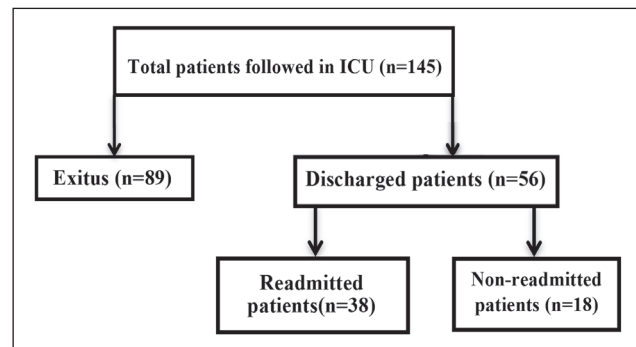 Total patients followed in ICU (n=145)
Exitus (n=89)
Discharged patients (n=56)
Readmitted
patients(n=38)
Non-readmitted
patients (n=18)